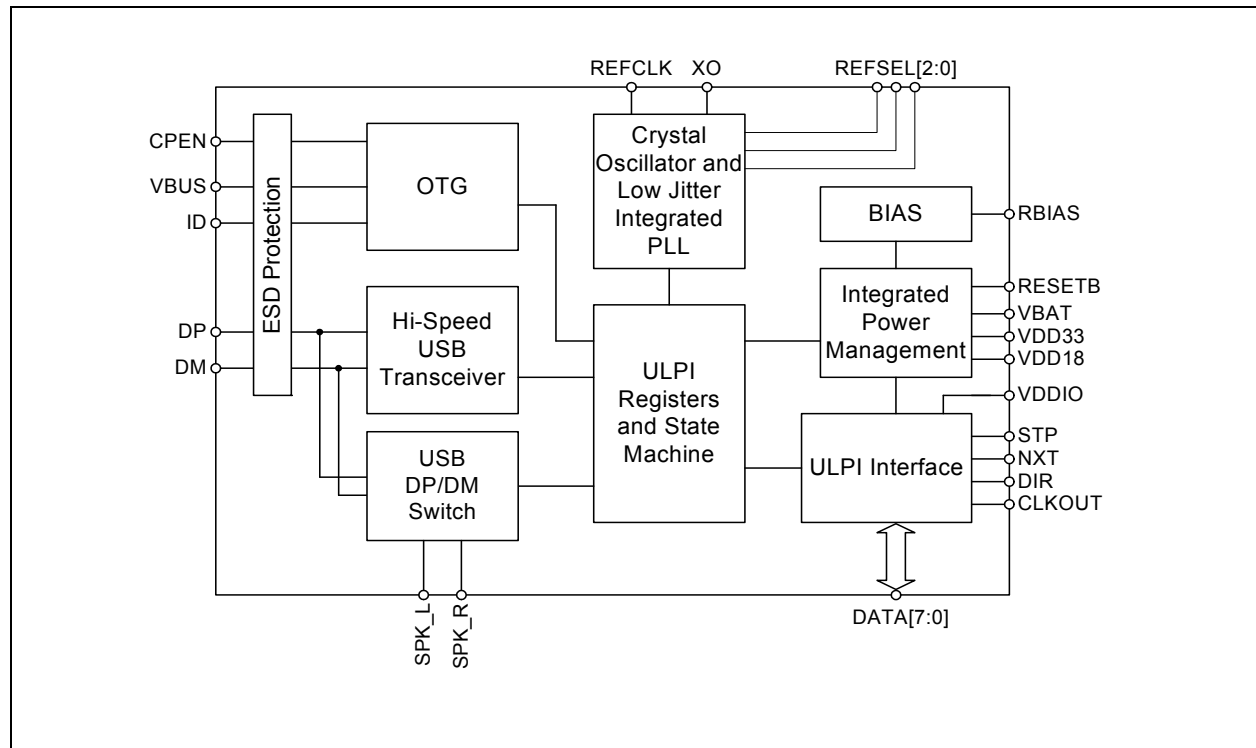 REFCLK
XO
REFSEL[2:0]
CPEN
VBUS
ID
DP
DM
ESD Protection
OTG
Hi-Speed
USB
Transceiver
USB
DP/DM
Switch
Crystal
Oscillator and
Low Jitter
Integrated
PLL
ULPI
Registers
and State
Machine
BIAS
Integrated
Power
Management
ULPI Interface
RBIAS
RESETB
VBAT
VDD33
VDD18
VDDIO
STP
NXT
DIR
CLKOUT
SPK_L
SPK_R
DATA[7:0]